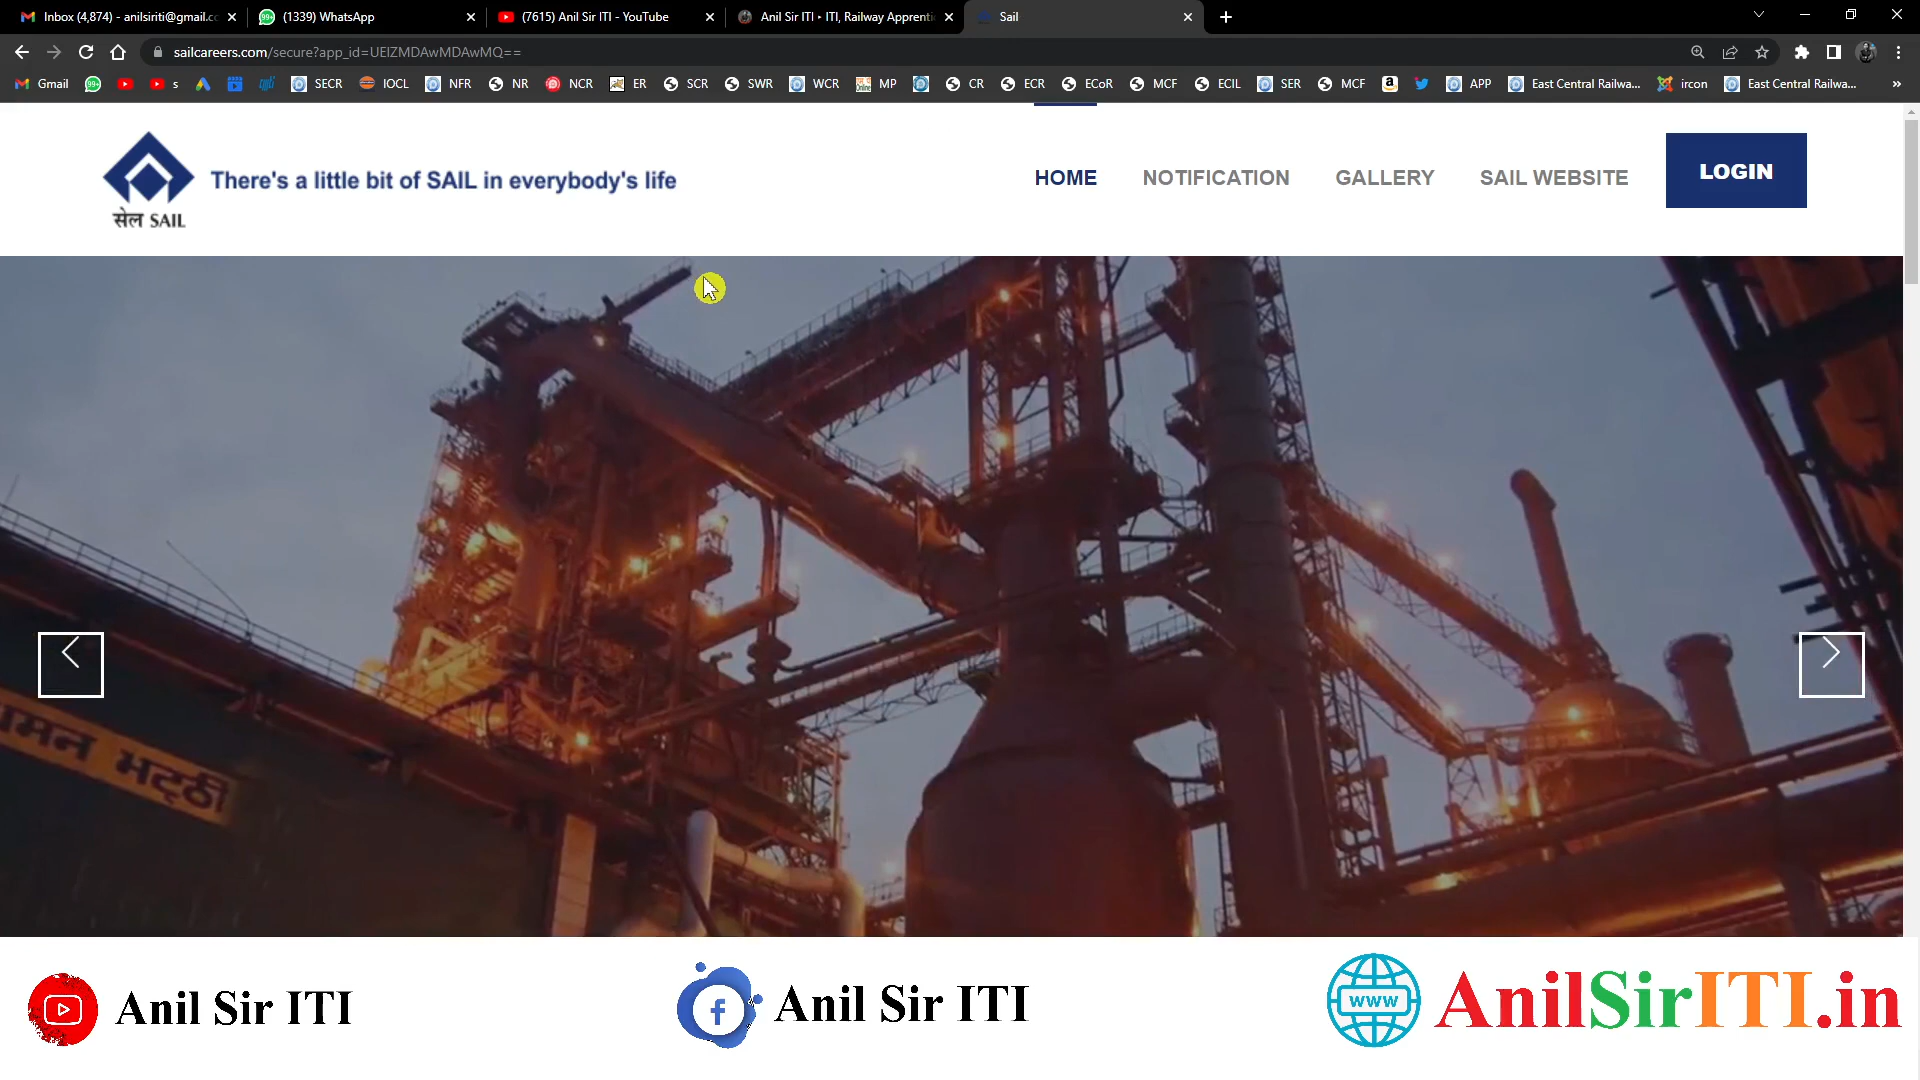 Inbox (4,874) - anilsiriti@gmail.cc
(1339) WhatsApp
(7615) Anil Sir ITI - YouTube
Anil Sir ITI • ITI, Railway Apprenti
Sail
sailcareers.com/secure?app_id=UElZMDAwMDAwMQ==
Gmail
s
SECR
IOCL
NFR
NR
NCR
ER
SCR
SWR
WCR
MP
CR
ECR
ECoR
MCF
ECIL
SER
MCF
APP
East Central Railwa...
ircon
East Central Railwa...
सेल SAIL
There's a little bit of SAIL in everybody's life
HOME
NOTIFICATION
GALLERY
SAIL WEBSITE
LOGIN
मन भट्ठी
Anil Sir ITI
Anil Sir ITI
www
AnilSirITI.in